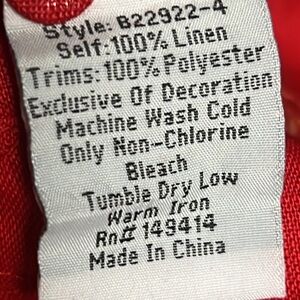 Style: B22922-4
Self:100% Linen
Trims:100% Polyester
Exclusive Of Decoration
Machine Wash Cold
Only Non-Chlorine
Bleach
Tumble Dry Low
Warm Iron
Rn# 149414
Made In China